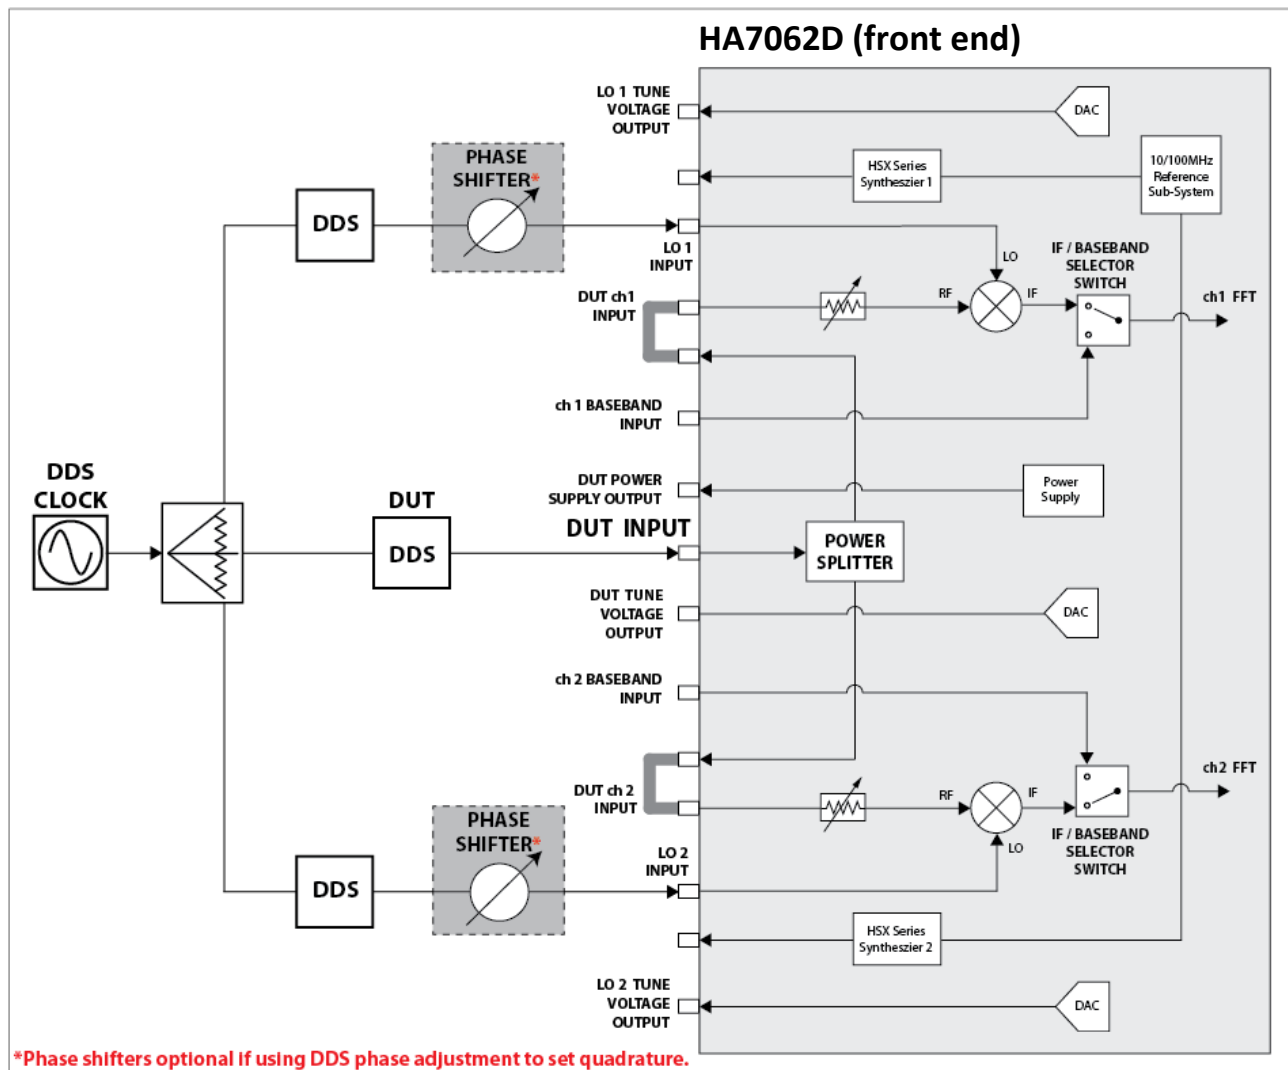 HA7062D (front end)
LO 1 TUNE
VOLTAGE
OUTPUT
DAC
PHASE
SHIFTER*
HSX Series
Syntheszier 1
10/100MHz
Reference
Sub-System
DDS
LO 1
INPUT
LO
IF / BASEBAND
SELECTOR
SWITCH
DUT ch1
INPUT
RF
IF
ch1 FFT
ch 1 BASEBAND
INPUT
DDS
CLOCK
DUT
DDS
DUT POWER
SUPPLY OUTPUT
Power
Supply
DUT INPUT
POWER
SPLITTER
DUT TUNE
VOLTAGE
OUTPUT
DAC
ch 2 BASEBAND
INPUT
DUT ch 2
INPUT
RF
IF
ch2 FFT
PHASE
SHIFTER*
LO
IF / BASEBAND
SELECTOR
SWITCH
LO 2
INPUT
DDS
HSX Series
Syntheszier 2
LO 2 TUNE
VOLTAGE
OUTPUT
DAC
*Phase shifters optional if using DDS phase adjustment to set quadrature.